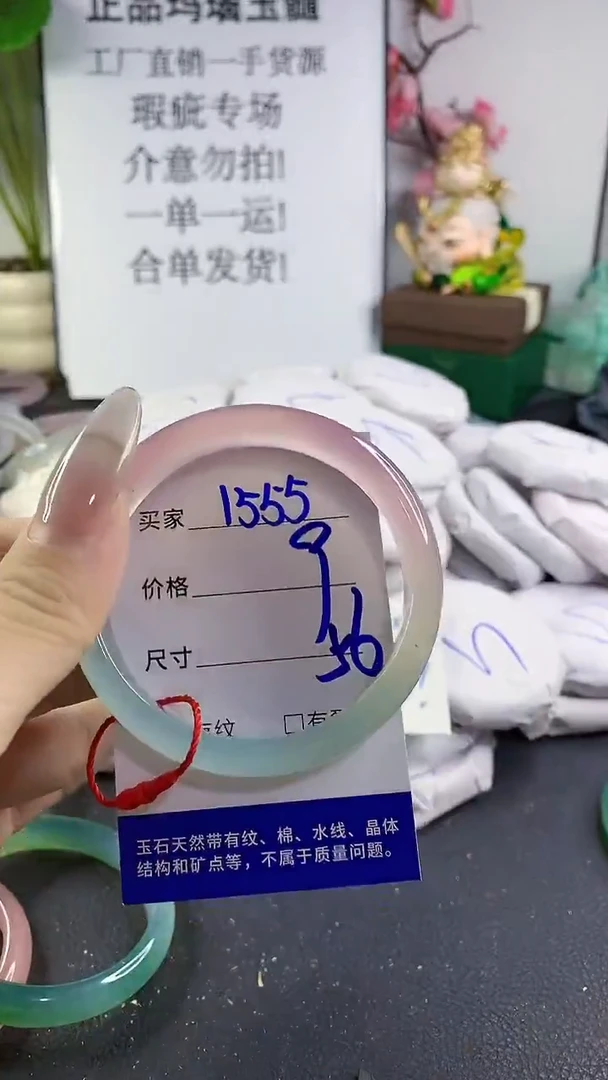 正品玛瑙玉髓
工厂直销一手货源
瑕疵专场
介意勿拍!
一单一运!
合单发货!
买家 1555
价格
尺寸 56
有纹 □有
玉石天然带有纹、棉、水线、晶体
结构和矿点等，不属于质量问题。